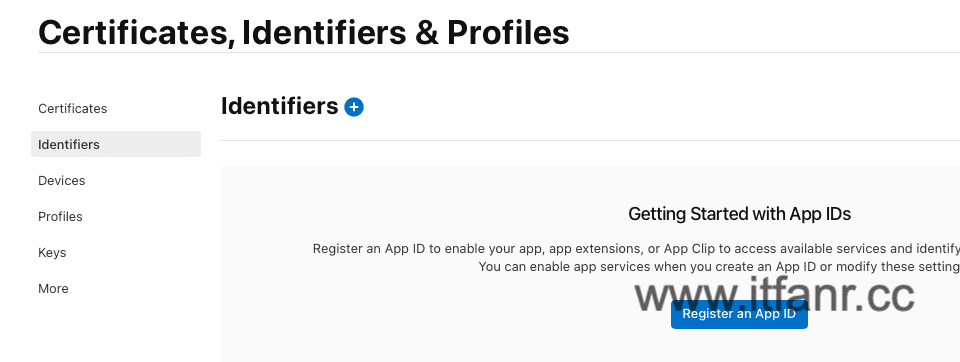 Certificates, Identifiers & Profiles
Certificates
Identifiers
Devices
Profiles
Keys
More
Identifiers
Getting Started with App IDs
Register an App ID to enable your app, app extensions, or App Clip to access available services and identify
You can enable app services when you create an App ID or modify these setting
www.itfanr.cc
Register an App ID